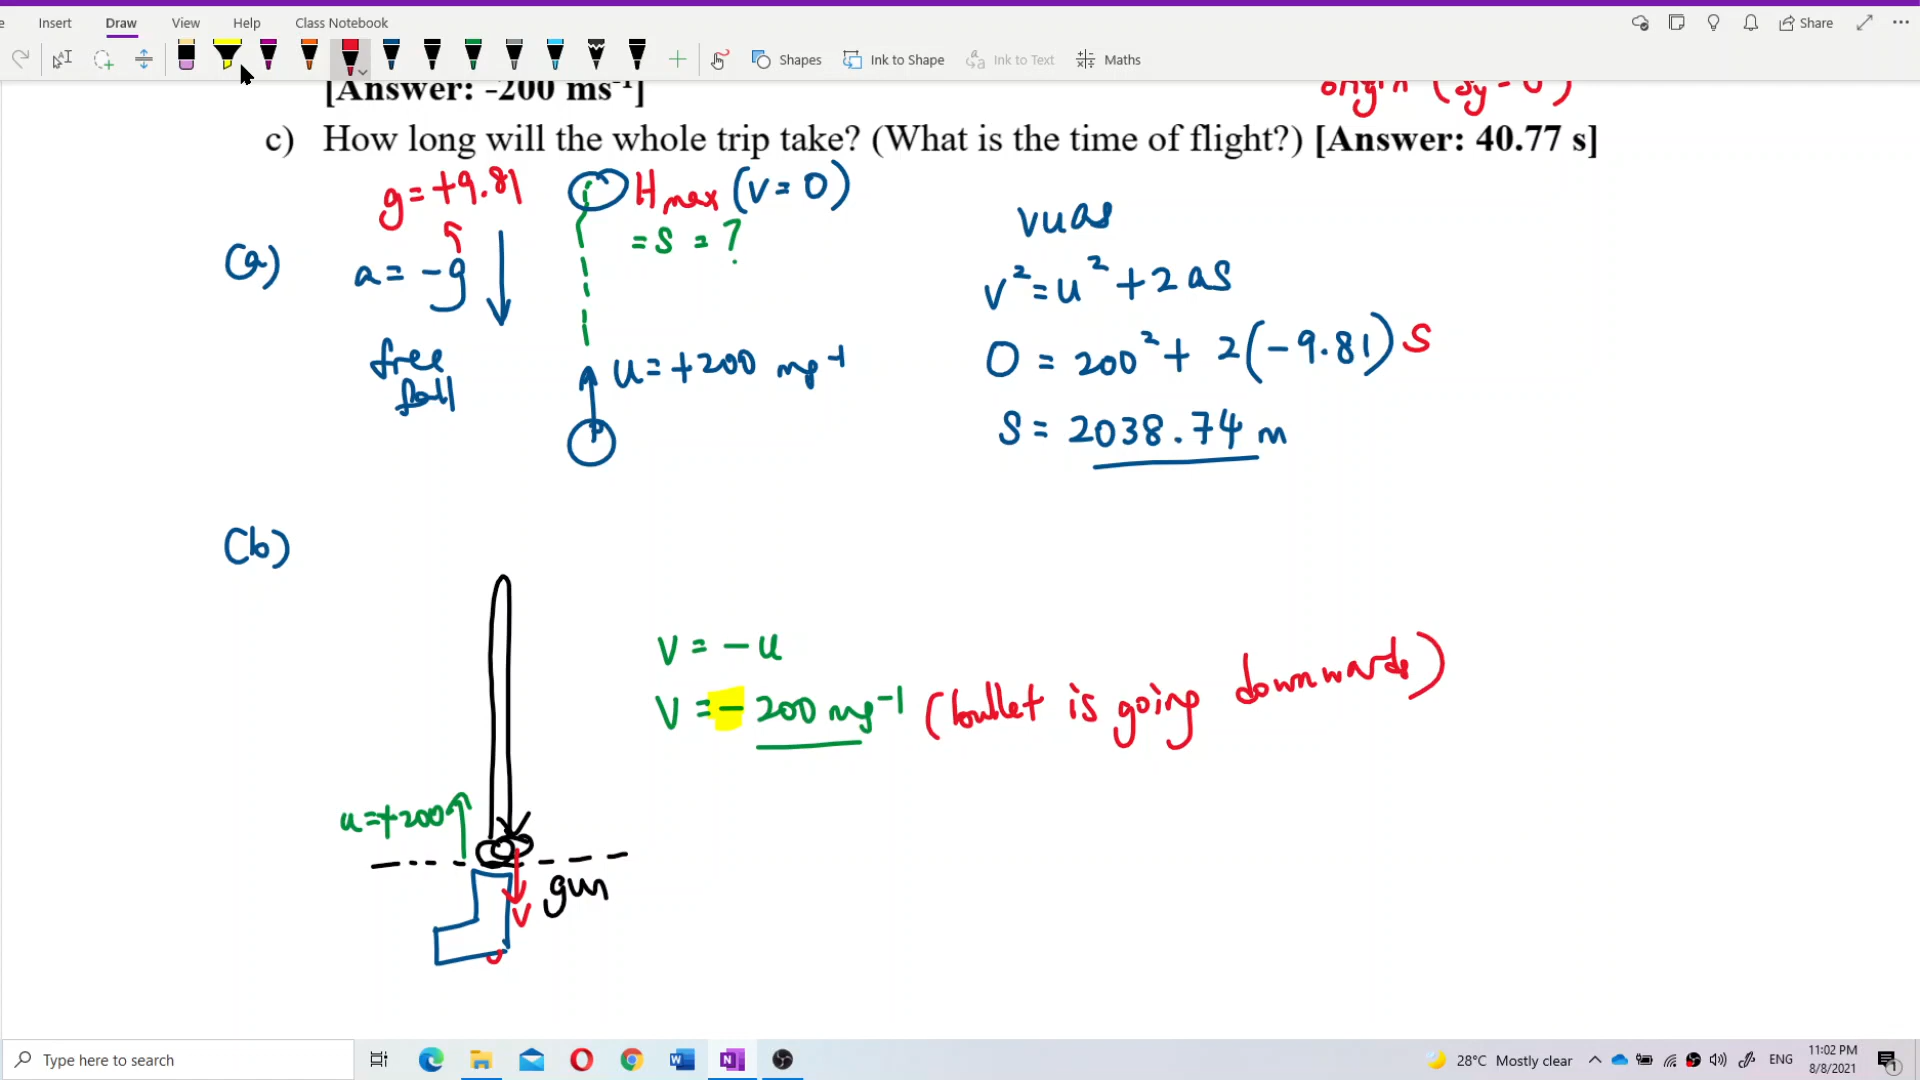 Insert Draw View Help Class Notebook Share
Shapes Ink to Shape Ink to Text Maths
[Answer: -200 ms⁻¹]
origin (Sy = 0)
c) How long will the whole trip take? (What is the time of flight?) [Answer: 40.77 s]
g = +9.81
Hmax (v = 0)
= s = ?
vuas
(a)
a = -g
v² = u² + 2as
free
fall
u = +200 ms⁻¹
0 = 200² + 2(-9.81)s
s = 2038.74 m
(b)
v = -u
v = -200 ms⁻¹ (bullet is going downwards)
u = +200
gun
v
Type here to search
28°C Mostly clear
ENG
11:02 PM
8/8/2021
1